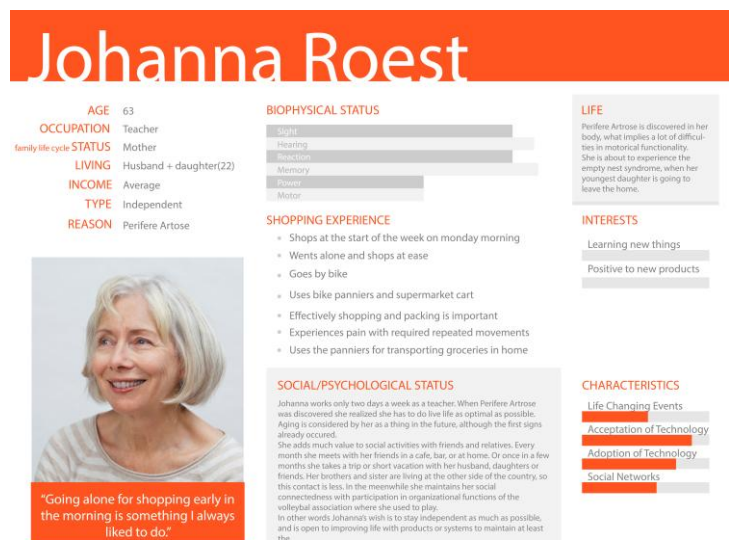 Johanna Roest
AGE 63
OCCUPATION Teacher
family life cycle STATUS Mother
LIVING Husband + daughter(22)
INCOME Average
TYPE Independent
REASON Perifere Artose
"Going alone for shopping early in
the morning is something I always
liked to do."
BIOPHYSICAL STATUS
Sight
Hearing
Reaction
Memory
Power
Motor
SHOPPING EXPERIENCE
Shops at the start of the week on monday morning
Wents alone and shops at ease
Goes by bike
Uses bike panniers and supermarket cart
Effectively shopping and packing is important
Experiences pain with required repeated movements
Uses the panniers for transporting groceries in home
SOCIAL/PSYCHOLOGICAL STATUS
Johanna works only two days a week as a teacher. When Perifere Artrose
was discovered she realized she has to do live life as optimal as possible.
Aging is considered by her as a thing in the future, although the first signs
already occured.
She adds much value to social activities with friends and relatives. Every
month she meets with her friends in a cafe, bar, or at home. Or once in a few
months she takes a trip or short vacation with her husband, daughters or
friends. Her brothers and sister are living at the other side of the country, so
this contact is less. In the meanwhile she maintains her social
connectedness with participation in organizational functions of the
volleybal association where she used to play.
In other words Johanna's wish is to stay independent as much as possible,
and is open to improving life with products or systems to maintain at least
the
LIFE
Perifere Artrose is discovered in her
body, what implies a lot of difficul-
ties in motorical functionality.
She is about to experience the
empty nest syndrome, when her
youngest daughter is going to
leave the home.
INTERESTS
Learning new things
Positive to new products
CHARACTERISTICS
Life Changing Events
Acceptation of Technology
Adoption of Technology
Social Networks